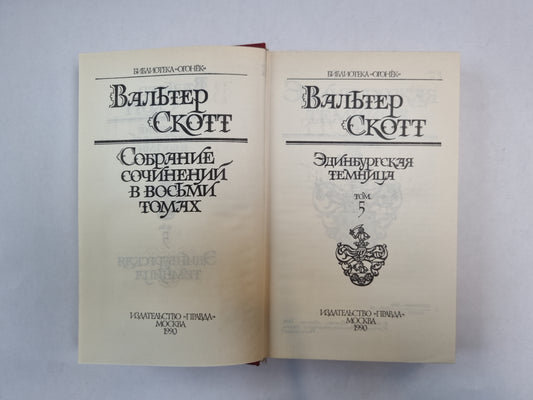 БИБЛИОТЕКА «ОГОНЁК»
ВАЛЬТЕР
СКОТТ
СОБРАНИЕ
СОЧИНЕНИЙ
В ВОСЬМИ
ТОМАХ
ИЗДАТЕЛЬСТВО «ПРАВДА»
МОСКВА
1990
БИБЛИОТЕКА «ОГОНЁК»
ВАЛЬТЕР
СКОТТ
ЭДИНБУРГСКАЯ
ТЕМНИЦА
ТОМ
5
ИЗДАТЕЛЬСТВО «ПРАВДА»
МОСКВА
1990